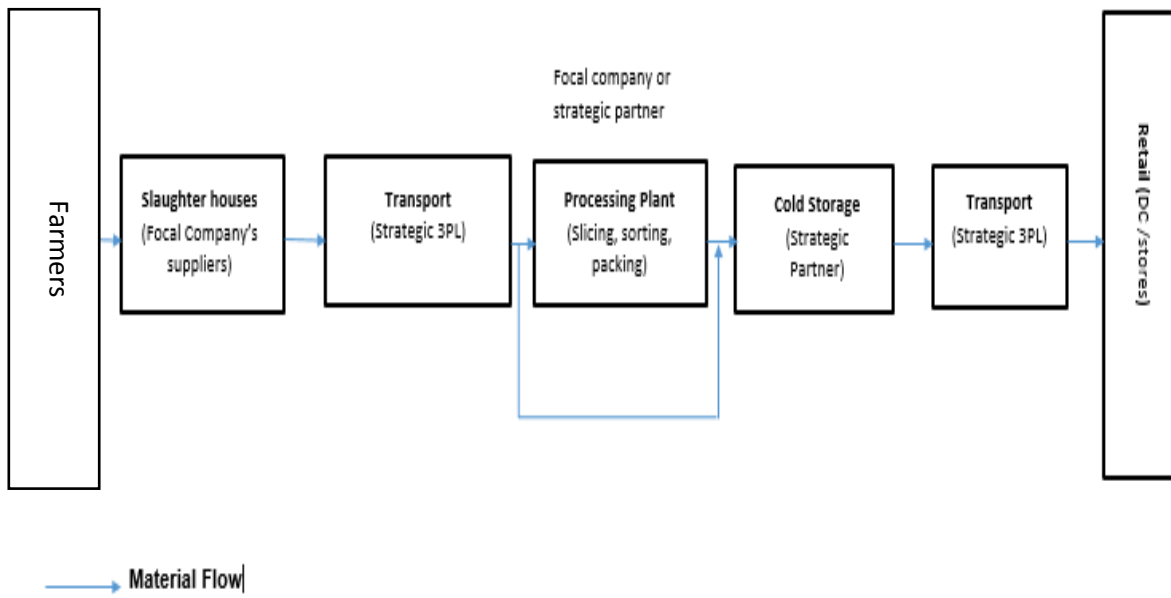 Farmers
Slaughter houses
(Focal Company's
suppliers)
Transport
(Strategic 3PL)
Focal company or
strategic partner
Processing Plant
(Slicing, sorting,
packing)
Cold Storage
(Strategic
Partner)
Transport
(Strategic 3PL)
Retail (DC /stores)
Material Flow